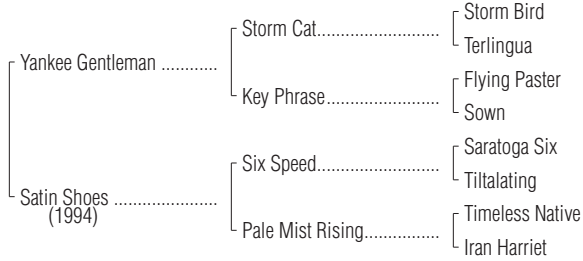 Storm Bird
Storm Cat..............................
Terlingua
Yankee Gentleman ............
Flying Paster
Key Phrase............................
Sown
Saratoga Six
Six Speed..............................
Tiltalating
Satin Shoes ......................
(1994)
Timeless Native
Pale Mist Rising..................
Iran Harriet